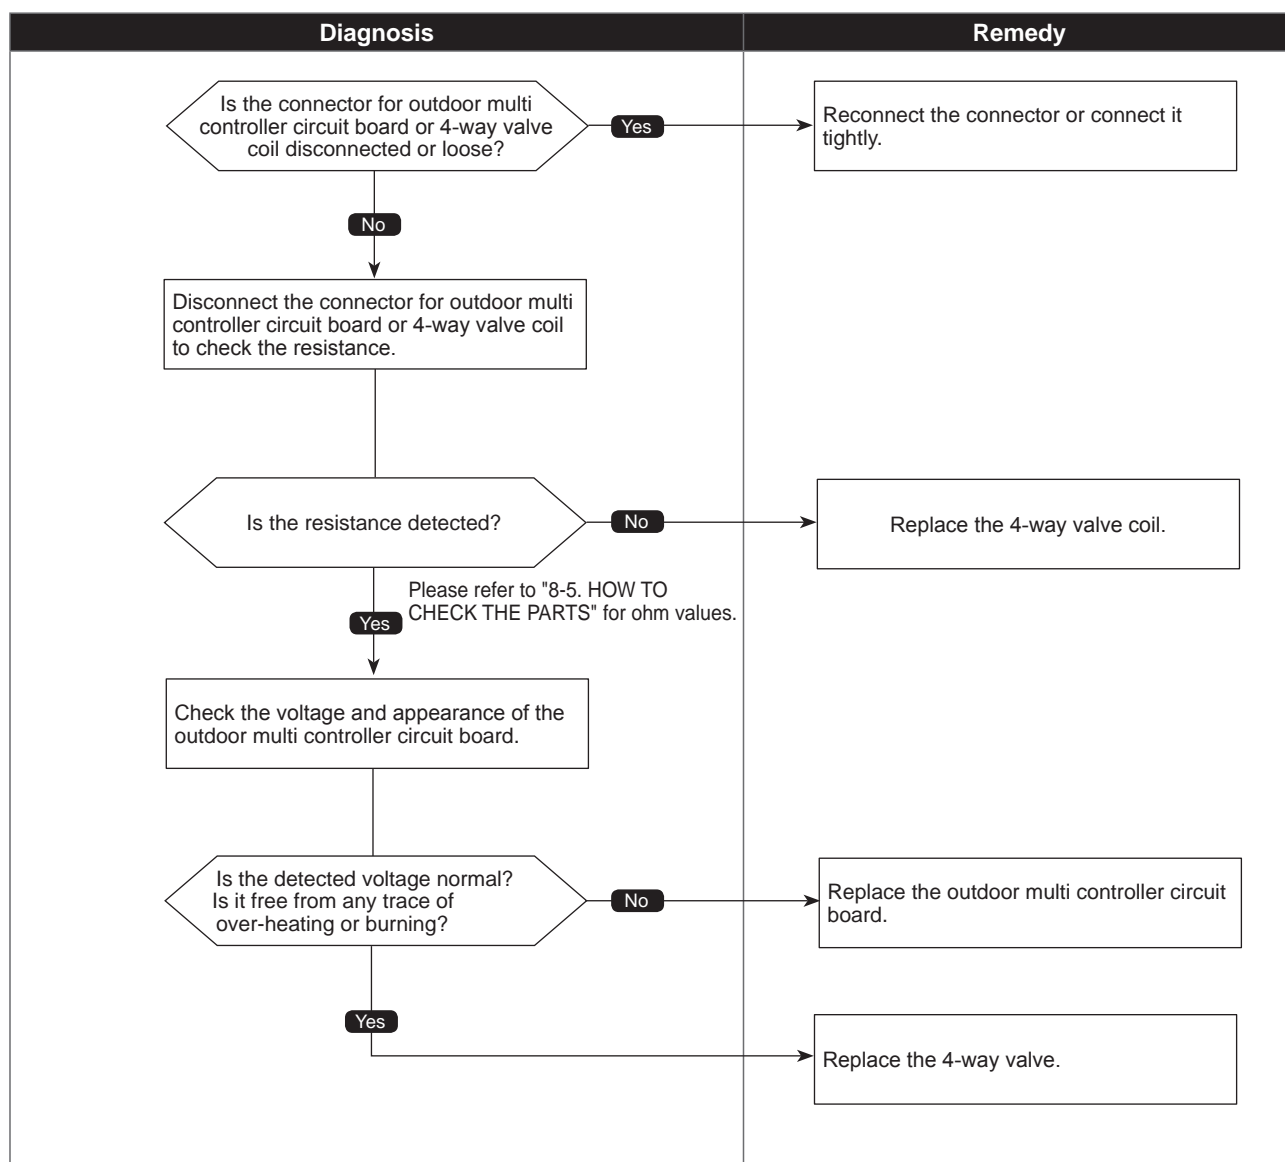 Diagnosis
Remedy
Is the connector for outdoor multi
controller circuit board or 4-way valve
coil disconnected or loose?
Yes
Reconnect the connector or connect it
tightly.
No
Disconnect the connector for outdoor multi
controller circuit board or 4-way valve coil
to check the resistance.
Is the resistance detected?
No
Replace the 4-way valve coil.
Please refer to "8-5. HOW TO
CHECK THE PARTS" for ohm values.
Yes
Check the voltage and appearance of the
outdoor multi controller circuit board.
Is the detected voltage normal?
Is it free from any trace of
over-heating or burning?
No
Replace the outdoor multi controller circuit
board.
Yes
Replace the 4-way valve.